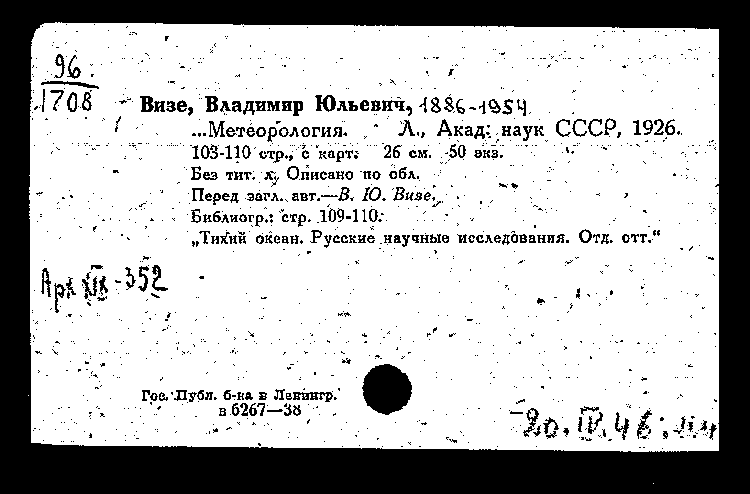 96
1708
Визе, Владимир Юльевич, 1886-1954
...Метеорология. Л., Акад. наук СССР, 1926.
103-110 стр., с карт. 26 см. 50 экз.
Без тит. л. Описано по обл.
Перед загл. авт.—В. Ю. Визе.
Библиогр.: стр. 109-110.
„Тихий океан. Русские научные исследования. Отд. отт.“
Арх -352
Гос. Публ. б-ка в Ленингр.
в 6267—38
20.IV.46.